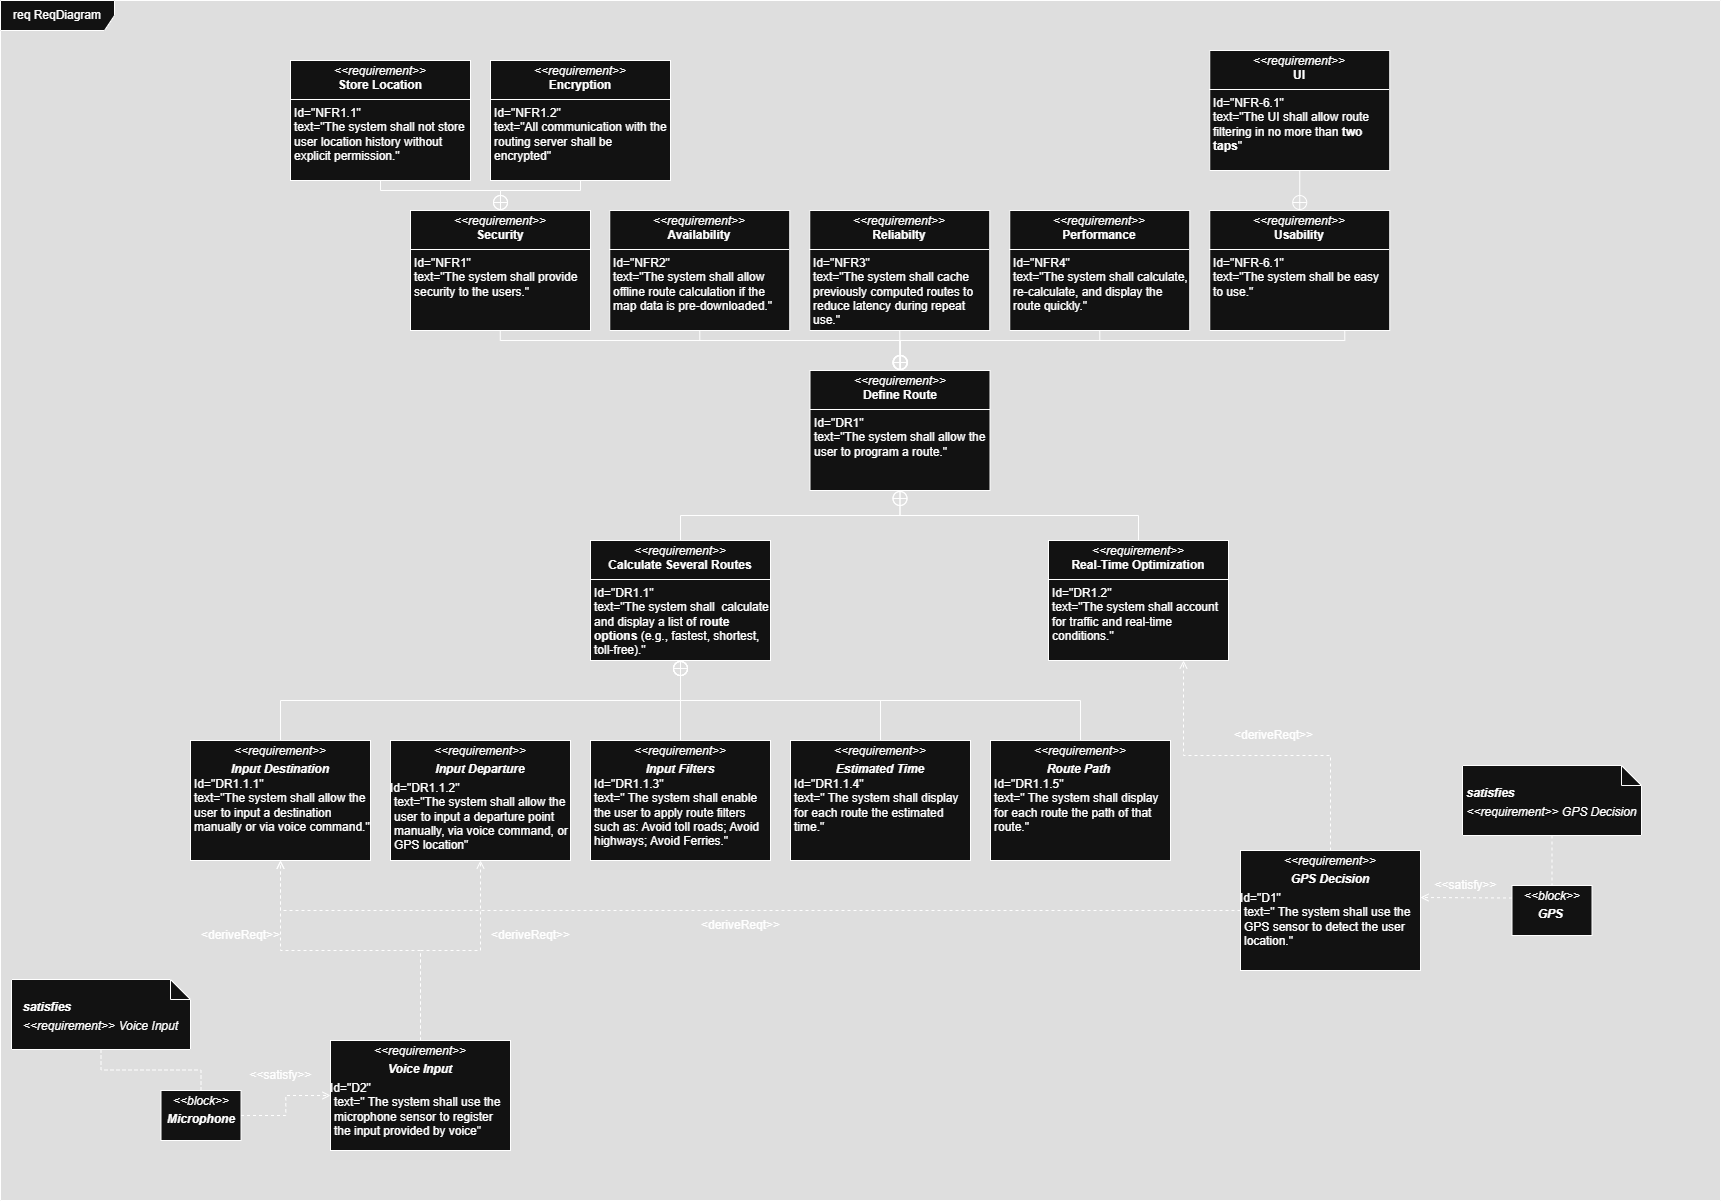 req ReqDiagram
<<requirement>>
Store Location
Id="NFR1.1"
text="The system shall not store
user location history without
explicit permission."
<<requirement>>
Encryption
Id="NFR1.2"
text="All communication with the
routing server shall be
encrypted"
<<requirement>>
UI
Id="NFR-6.1"
text="The UI shall allow route
filtering in no more than two
taps"
<<requirement>>
Security
Id="NFR1"
text="The system shall provide
security to the users."
<<requirement>>
Availability
Id="NFR2"
text="The system shall allow
offline route calculation if the
map data is pre-downloaded."
<<requirement>>
Reliabilty
Id="NFR3"
text="The system shall cache
previously computed routes to
reduce latency during repeat
use."
<<requirement>>
Performance
Id="NFR4"
text="The system shall calculate,
re-calculate, and display the
route quickly."
<<requirement>>
Usability
Id="NFR-6.1"
text="The system shall be easy
to use."
<<requirement>>
Define Route
Id="DR1"
text="The system shall allow the
user to program a route."
<<requirement>>
Calculate Several Routes
Id="DR1.1"
text="The system shall  calculate
and display a list of route
options (e.g., fastest, shortest,
toll-free)."
<<requirement>>
Real-Time Optimization
Id="DR1.2"
text="The system shall account
for traffic and real-time
conditions."
<<requirement>>
Input Destination
Id="DR1.1.1"
text="The system shall allow the
user to input a destination
manually or via voice command."
<<requirement>>
Input Departure
Id="DR1.1.2"
text="The system shall allow the
user to input a departure point
manually, via voice command, or
GPS location"
<<requirement>>
Input Filters
Id="DR1.1.3"
text=" The system shall enable
the user to apply route filters
such as: Avoid toll roads; Avoid
highways; Avoid Ferries."
<<requirement>>
Estimated Time
Id="DR1.1.4"
text=" The system shall display
for each route the estimated
time."
<<requirement>>
Route Path
Id="DR1.1.5"
text=" The system shall display
for each route the path of that
route."
<deriveReqt>>
satisfies
<<requirement>> GPS Decision
<<requirement>>
GPS Decision
Id="D1"
text=" The system shall use the
GPS sensor to detect the user
location."
<<satisfy>>
<<block>>
GPS
<deriveReqt>>
<deriveReqt>>
<deriveReqt>>
satisfies
<<requirement>> Voice Input
<<satisfy>>
<<block>>
Microphone
<<requirement>>
Voice Input
Id="D2"
text=" The system shall use the
microphone sensor to register
the input provided by voice"